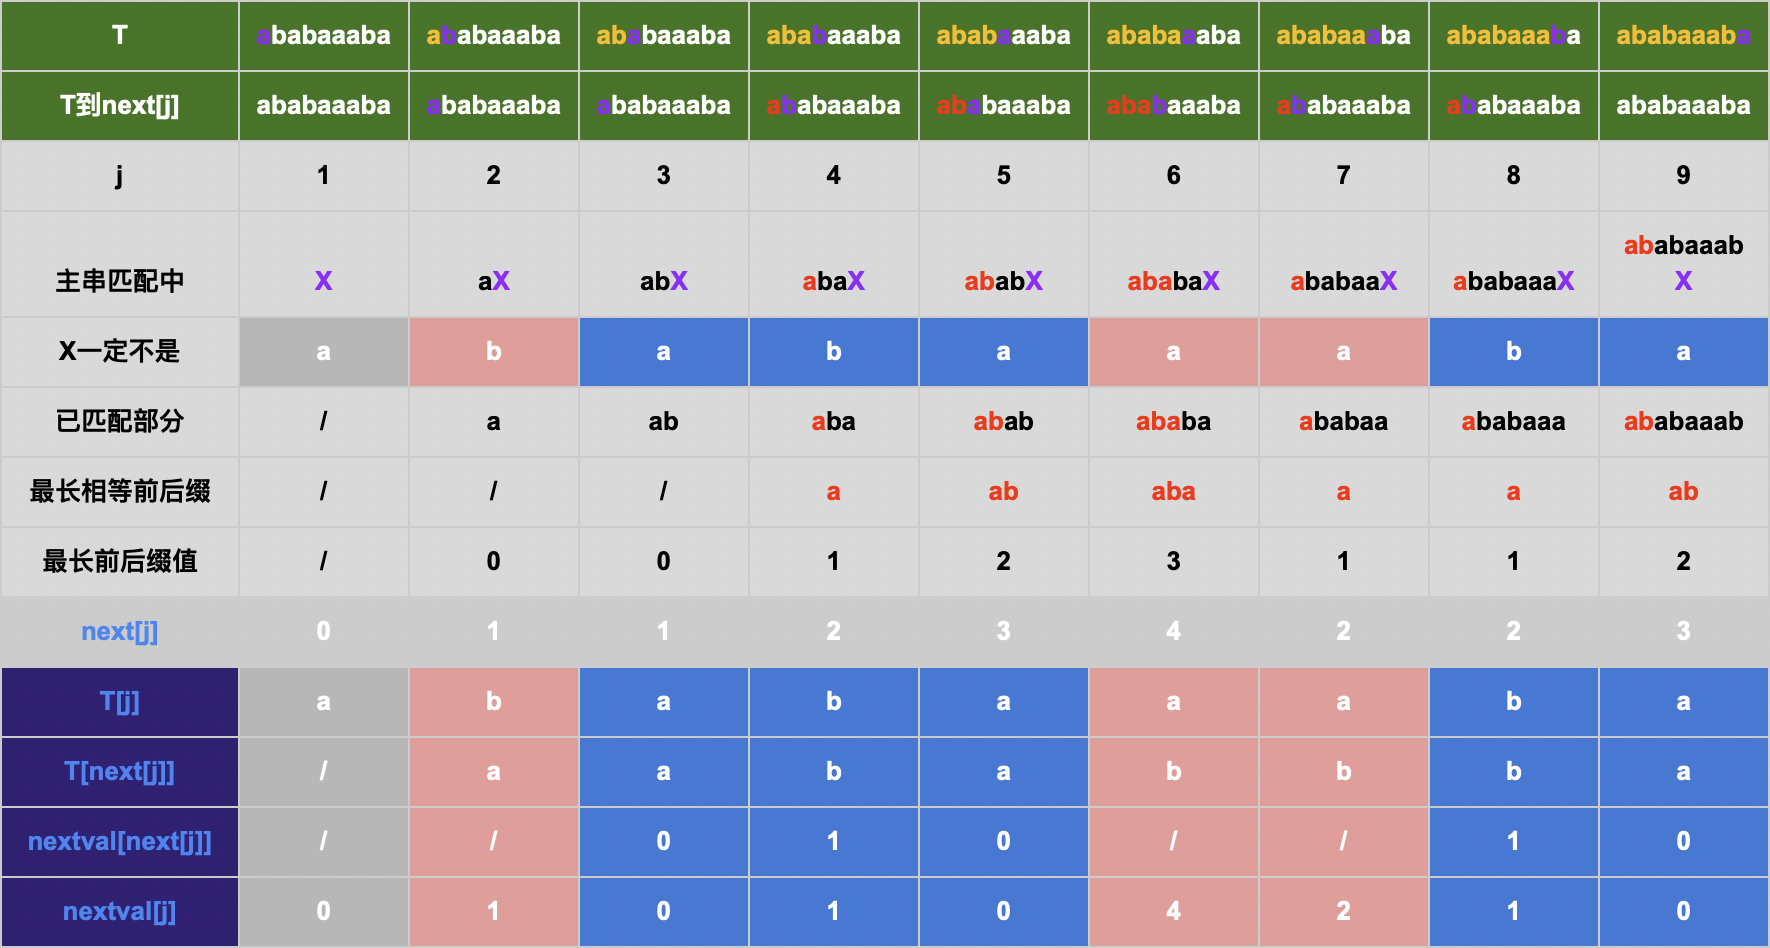 T ababaaaba ababaaaba ababaaaba ababaaaba ababaaaba ababaaaba ababaaaba ababaaaba ababaaaba
T到next[j] ababaaaba ababaaaba ababaaaba ababaaaba ababaaaba ababaaaba ababaaaba ababaaaba ababaaaba
j 1 2 3 4 5 6 7 8 9
主串匹配中 X aX abX abaX ababX ababaX ababaaX ababaaaX ababaaab
X
X一定不是 a b a b a a a b a
已匹配部分 / a ab aba abab ababa ababaa ababaaa ababaaab
最长相等前后缀 / / / a ab aba a a ab
最长前后缀值 / 0 0 1 2 3 1 1 2
next[j] 0 1 1 2 3 4 2 2 3
T[j] a b a b a a a b a
T[next[j]] / a a b a b b b a
nextval[next[j]] / / 0 1 0 / / 1 0
nextval[j] 0 1 0 1 0 4 2 1 0